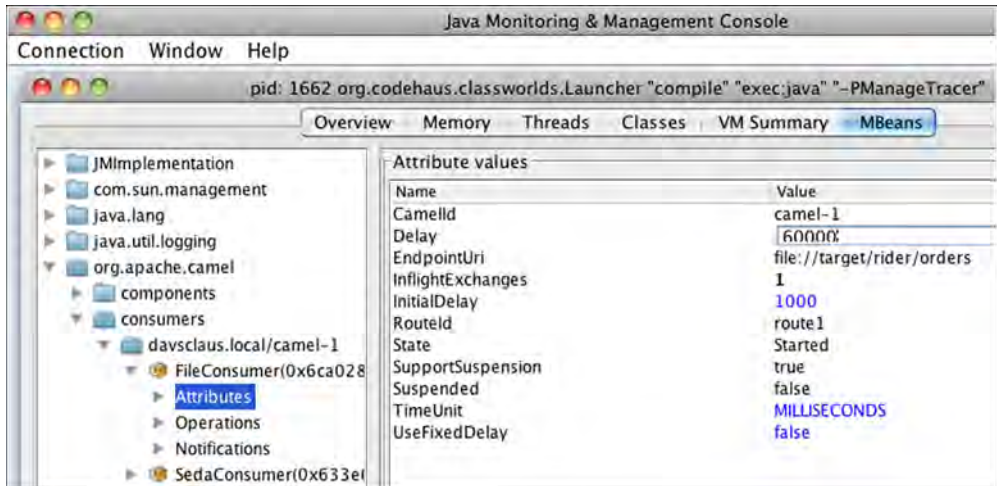 Java Monitoring & Management Console
Connection Window Help
pid: 1662 org.codehaus.classworlds.Launcher "compile" "exec:java" "-PManageTracer"
Overview Memory Threads Classes VM Summary MBeans
JMImplementation
com.sun.management
java.lang
java.util.logging
org.apache.camel
components
consumers
davsclaus.local/camel-1
FileConsumer(0x6ca028
Attributes
Operations
Notifications
SedaConsumer(0x633e
Attribute values
Name Value
CamelId camel-1
Delay 60000
EndpointUri file://target/rider/orders
InflightExchanges 1
InitialDelay 1000
RouteId route1
State Started
SupportSuspension true
Suspended false
TimeUnit MILLISECONDS
UseFixedDelay false